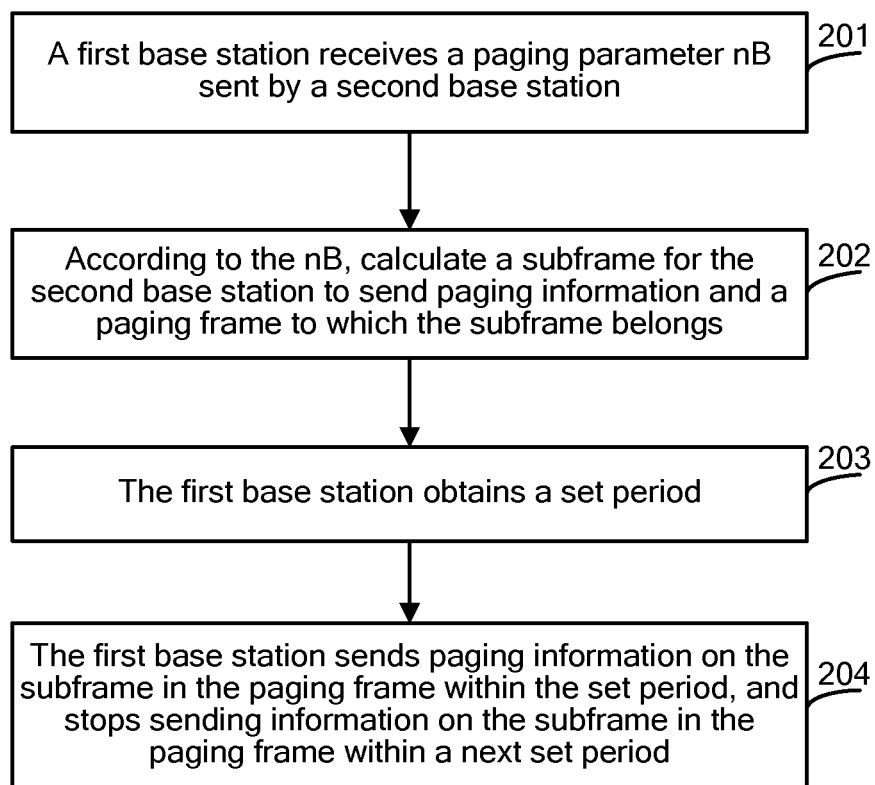 A first base station receives a paging parameter nB
sent by a second base station
201
According to the nB, calculate a subframe for the
second base station to send paging information and a
paging frame to which the subframe belongs
202
The first base station obtains a set period
203
The first base station sends paging information on the
subframe in the paging frame within the set period, and
stops sending information on the subframe in the
paging frame within a next set period
204